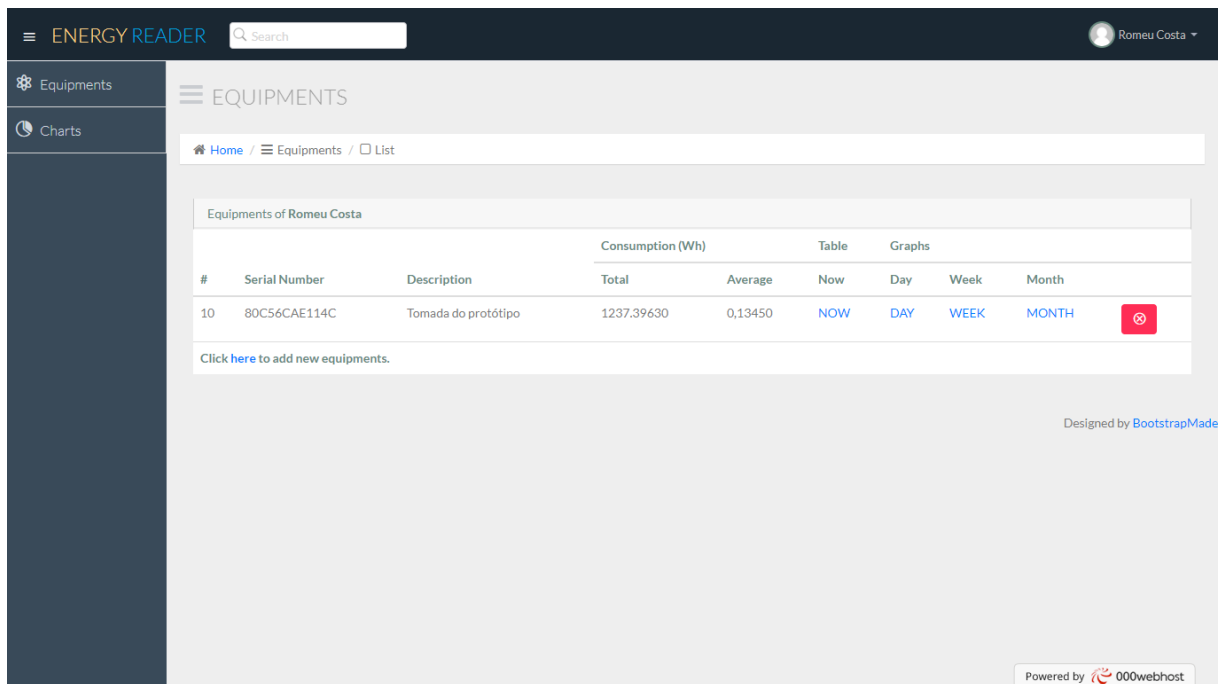 ENERGY READER Search Romeu Costa
Equipments
Charts
EQUIPMENTS
Home / Equipments / List
Equipments of Romeu Costa
Consumption (Wh) Table Graphs
# Serial Number Description Total Average Now Day Week Month
10 80C56CAE114C Tomada do protótipo 1237.39630 0,13450 NOW DAY WEEK MONTH
Click here to add new equipments.
Designed by BootstrapMade
Powered by 000webhost